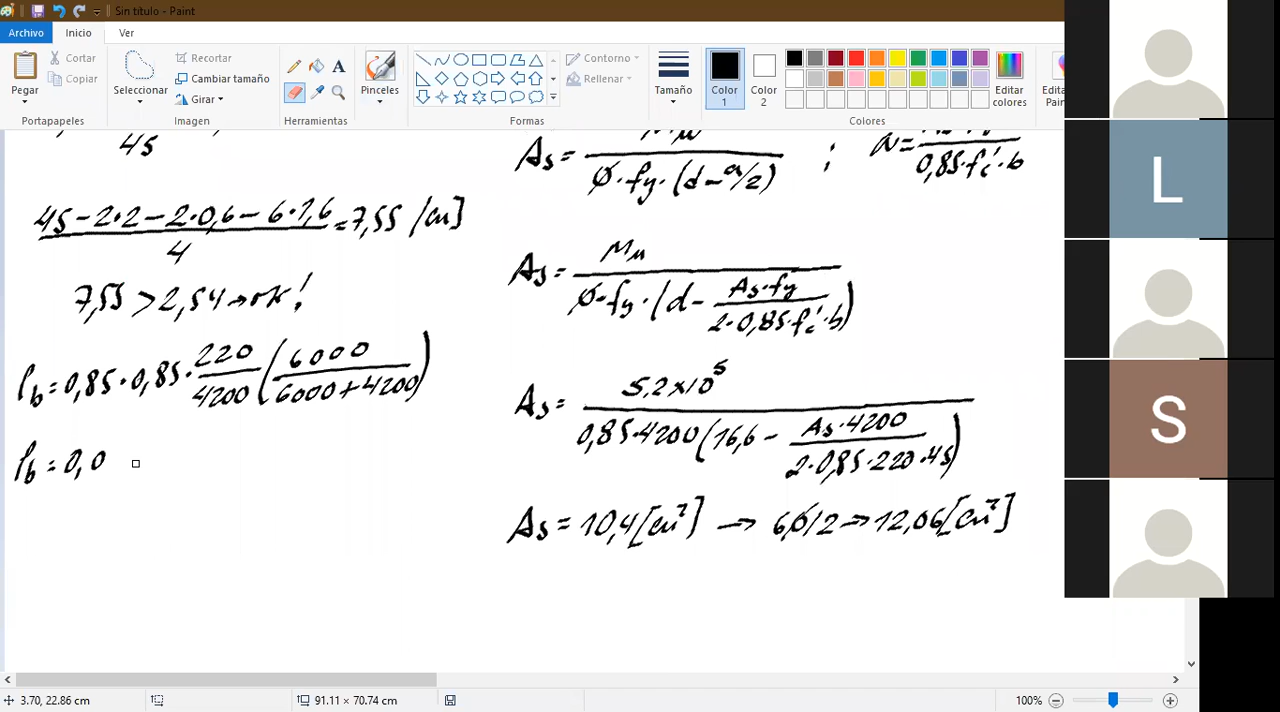 Sin título - Paint
Archivo Inicio Ver
Pegar
Cortar
Copiar
Portapapeles
Seleccionar
Recortar
Cambiar tamaño
Girar
Imagen
A
Herramientas
Pinceles
Contorno
Rellenar
Formas
Tamaño
Color 1
Color 2
Editar colores
Colores
45
(45 - 2·2 - 2·0,6 - 6·1,6) / 4 = 7,55 [cm]
7,55 > 2,54 → OK!
ρb = 0,85·0,85· 220/4200 (6000 / (6000+4200))
ρb = 0,0
As = Mu / (Ø·fy·(d-a/2)) ; a = / (0,85·f'c·b)
As = Mu / (Ø·fy·(d - As·fy / (2·0,85·f'c·b)))
As = 5.2x10⁵ / (0,85·4200(16,6 - As·4200 / (2·0,85·220·45)))
As = 10,4[cm²] → 6Ø12 → 12,06[cm²]
L
S
3.70, 22.86 cm
91.11 × 70.74 cm
100%